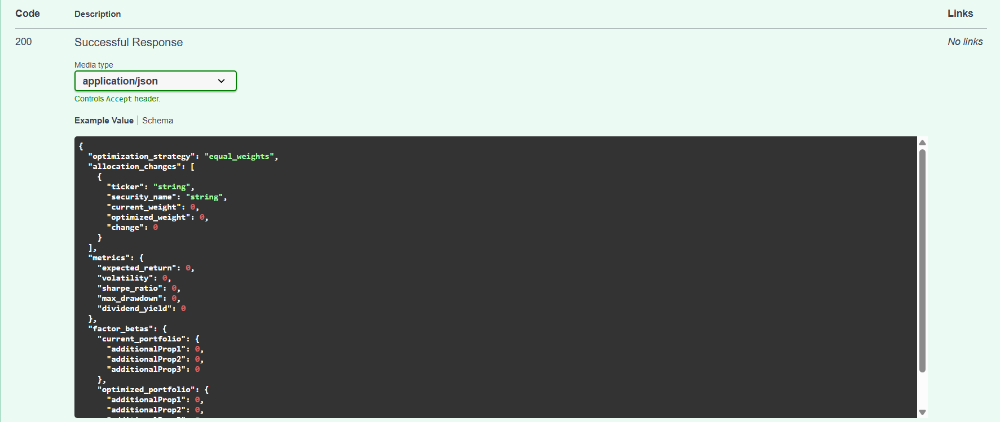 Code Description Links
200 Successful Response No links
Media type
application/json
Controls Accept header.
Example Value | Schema
{
  "optimization_strategy": "equal_weights",
  "allocation_changes": [
    {
      "ticker": "string",
      "security_name": "string",
      "current_weight": 0,
      "optimized_weight": 0,
      "change": 0
    }
  ],
  "metrics": {
    "expected_return": 0,
    "volatility": 0,
    "sharpe_ratio": 0,
    "max_drawdown": 0,
    "dividend_yield": 0
  },
  "factor_betas": {
    "current_portfolio": {
      "additionalProp1": 0,
      "additionalProp2": 0,
      "additionalProp3": 0
    },
    "optimized_portfolio": {
      "additionalProp1": 0,
      "additionalProp2": 0,